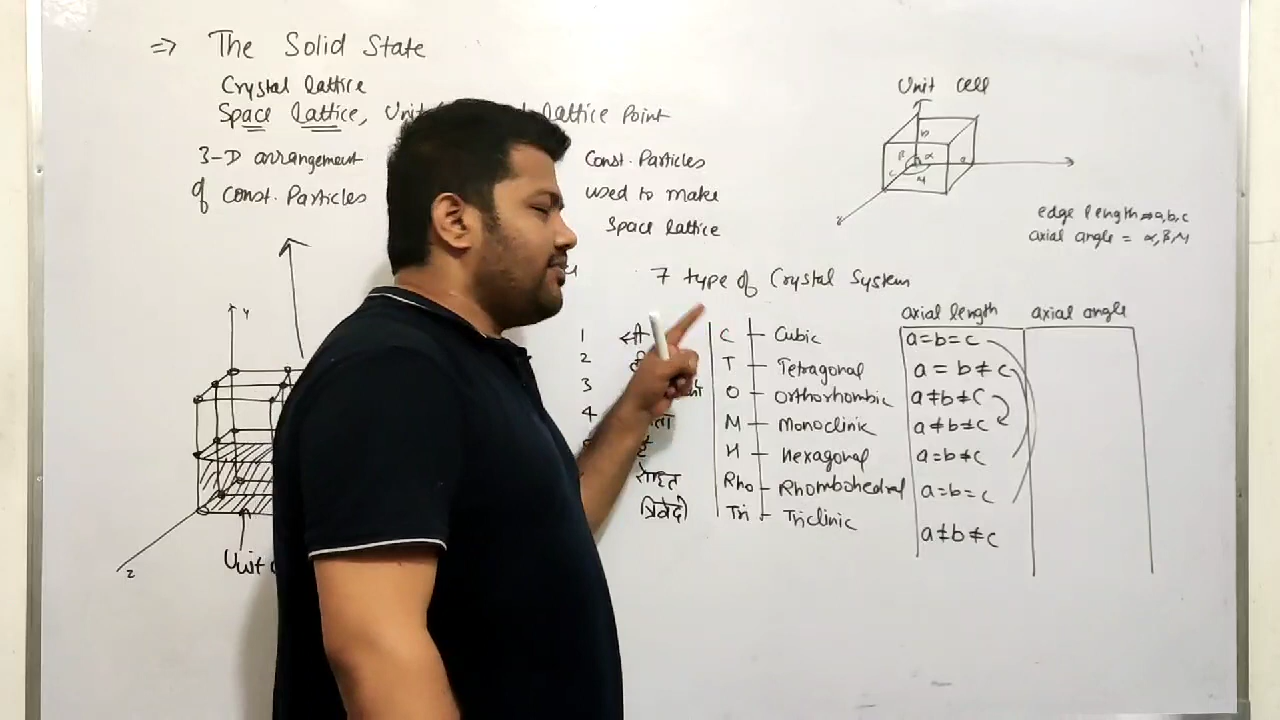 ⇒ The Solid State
Crystal lattice
Space lattice, Unit lattice Point
3-D arrangement
of Const. Particles
Const. Particles
used to make
Space lattice
Unit cell
b
β α a
c γ
edge length ⇒ a,b,c
axial angle = α, β, γ
7 type of Crystal System
axial length axial angle
1 C – Cubic a=b=c
2 T – Tetragonal a = b ≠ c
3 O – Orthorhombic a≠b≠c
4 M – Monoclinic a≠b≠c
H – Hexagonal a=b≠c
रोहित Rho – Rhombohedral a=b=c
त्रिवेदी Tri – Triclinic a≠b≠c
y
z
Unit